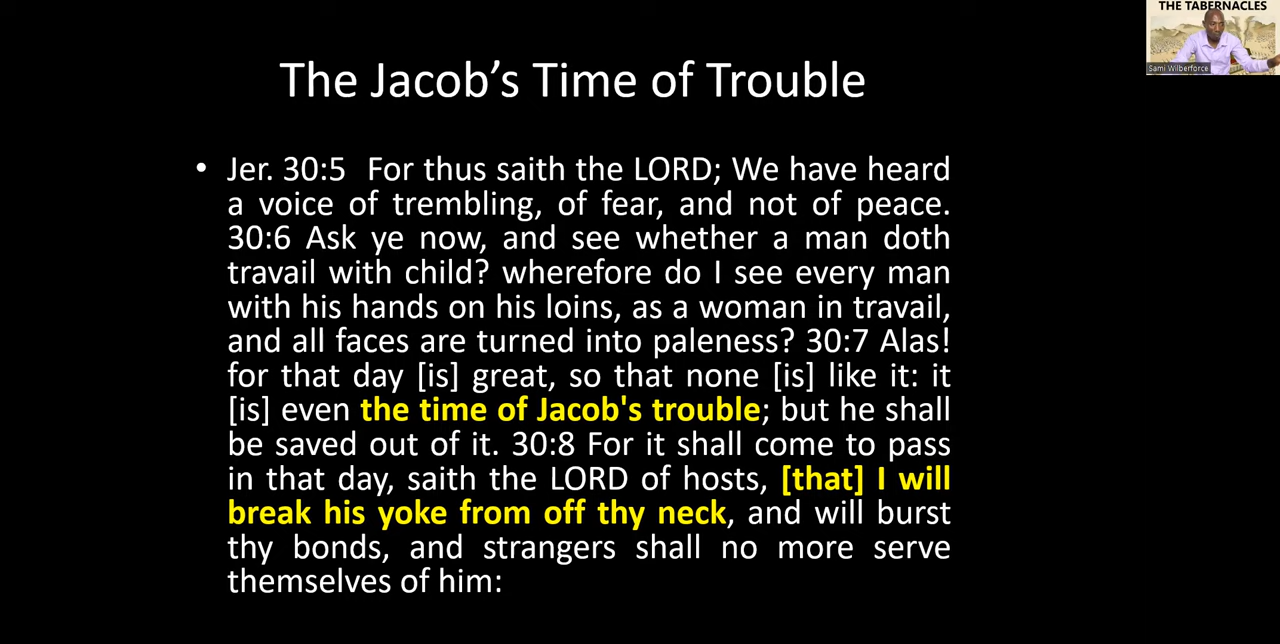 THE TABERNACLES
Sami Wilberforce
The Jacob’s Time of Trouble
• Jer. 30:5 For thus saith the LORD; We have heard
a voice of trembling, of fear, and not of peace.
30:6 Ask ye now, and see whether a man doth
travail with child? wherefore do I see every man
with his hands on his loins, as a woman in travail,
and all faces are turned into paleness? 30:7 Alas!
for that day [is] great, so that none [is] like it: it
[is] even the time of Jacob's trouble; but he shall
be saved out of it. 30:8 For it shall come to pass
in that day, saith the LORD of hosts, [that] I will
break his yoke from off thy neck, and will burst
thy bonds, and strangers shall no more serve
themselves of him: